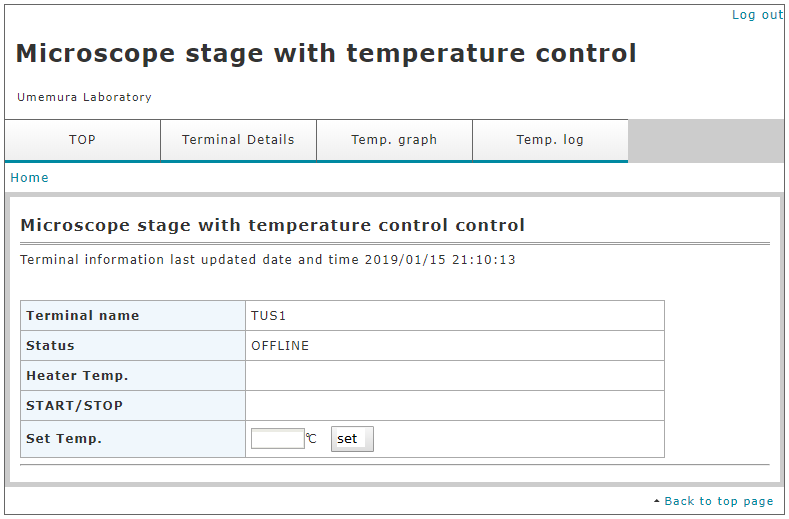 Log out
Microscope stage with temperature control
Umemura Laboratory
TOP Terminal Details Temp. graph Temp. log
Home
Microscope stage with temperature control control
Terminal information last updated date and time 2019/01/15 21:10:13
Terminal name TUS1
Status OFFLINE
Heater Temp.
START/STOP
Set Temp. ℃ set
Back to top page